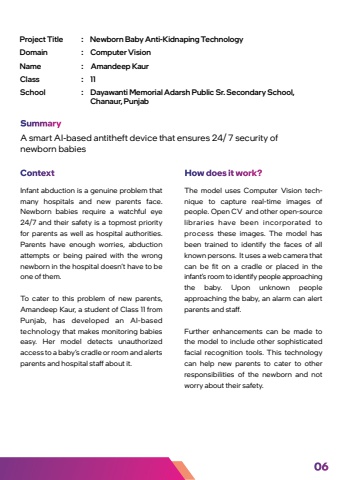 Project Title : Newborn Baby Anti-Kidnaping Technology
Domain : Computer Vision
Name : Amandeep Kaur
Class : 11
School : Dayawanti Memorial Adarsh Public Sr. Secondary School,
Chanaur, Punjab
Summary
A smart AI-based antitheft device that ensures 24/ 7 security of
newborn babies
Context
Infant abduction is a genuine problem that
many hospitals and new parents face.
Newborn babies require a watchful eye
24/7 and their safety is a topmost priority
for parents as well as hospital authorities.
Parents have enough worries, abduction
attempts or being paired with the wrong
newborn in the hospital doesn't have to be
one of them.
To cater to this problem of new parents,
Amandeep Kaur, a student of Class 11 from
Punjab, has developed an AI-based
technology that makes monitoring babies
easy. Her model detects unauthorized
access to a baby's cradle or room and alerts
parents and hospital staff about it.
How does it work?
The model uses Computer Vision tech-
nique to capture real-time images of
people. Open CV and other open-source
libraries have been incorporated to
process these images. The model has
been trained to identify the faces of all
known persons. It uses a web camera that
can be fit on a cradle or placed in the
infant's room to identify people approaching
the baby. Upon unknown people
approaching the baby, an alarm can alert
parents and staff.
Further enhancements can be made to
the model to include other sophisticated
facial recognition tools. This technology
can help new parents to cater to other
responsibilities of the newborn and not
worry about their safety.
06